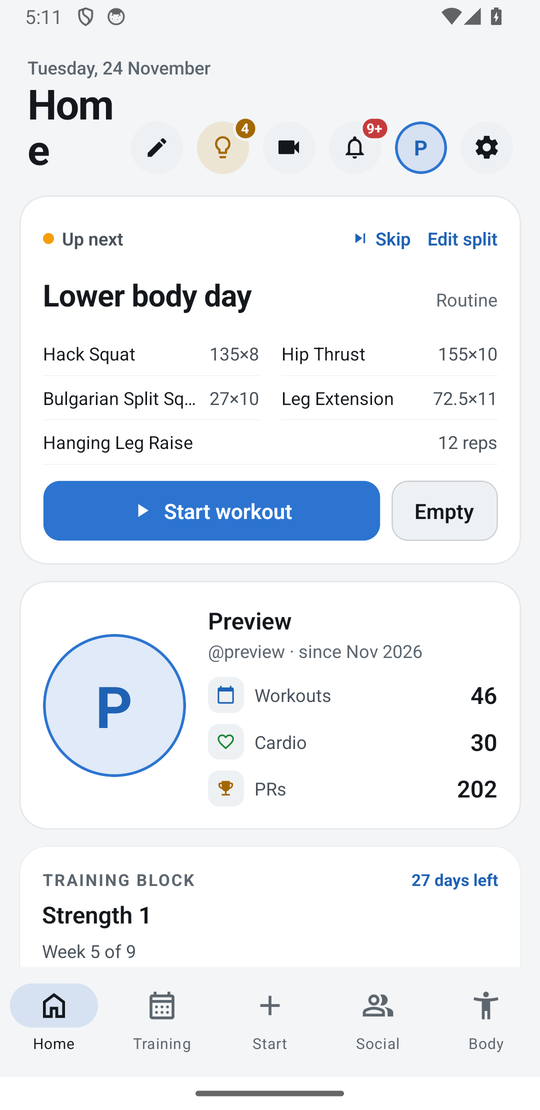 5:11
Tuesday, 24 November
Hom
e
4
9+
P
Up next
Skip
Edit split
Lower body day
Routine
Hack Squat 135×8
Hip Thrust 155×10
Bulgarian Split Sq... 27×10
Leg Extension 72.5×11
Hanging Leg Raise 12 reps
Start workout
Empty
P
Preview
@preview · since Nov 2026
Workouts 46
Cardio 30
PRs 202
TRAINING BLOCK
27 days left
Strength 1
Week 5 of 9
Home
Training
Start
Social
Body